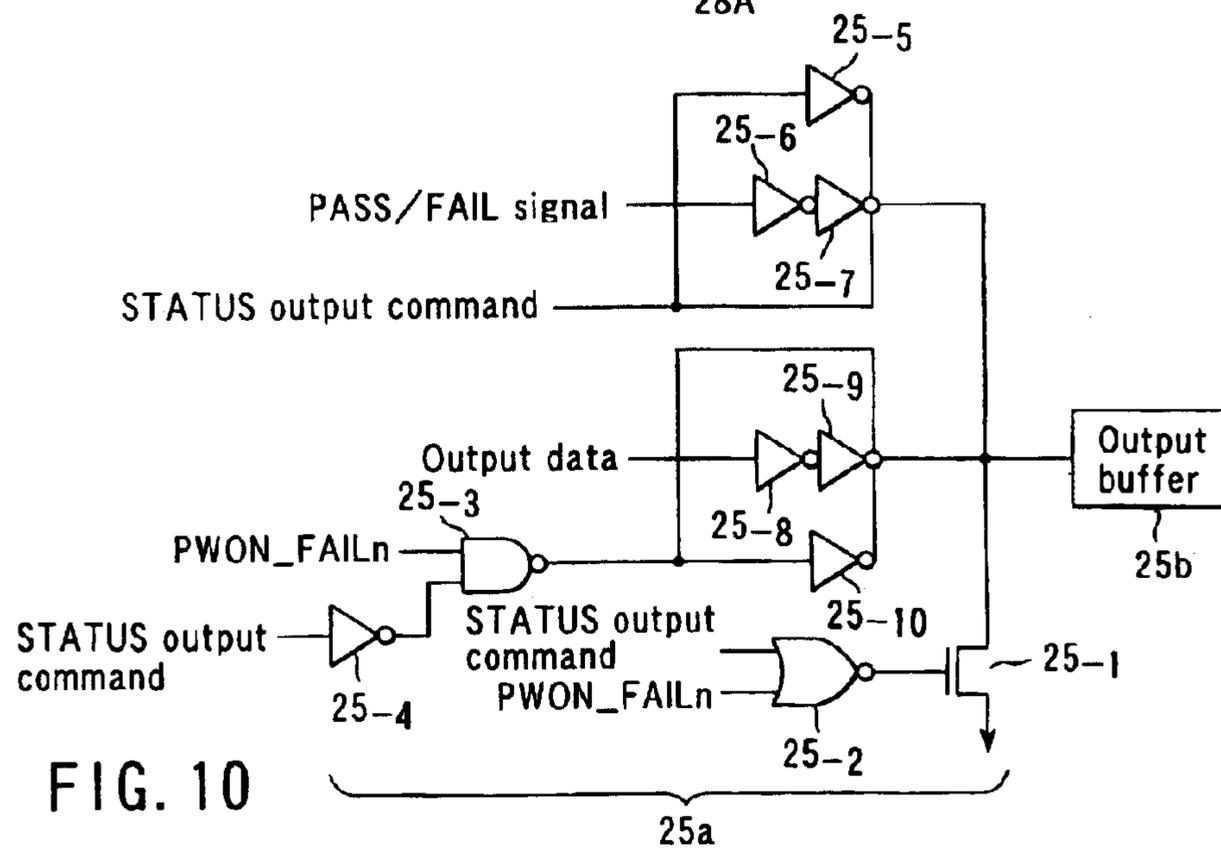 28A
25-5
25-6
PASS/FAIL signal
25-7
STATUS output command
25-9
Output data
Output
buffer
25-3
25-8
PWON_FAILn
25b
25-10
STATUS output
command
STATUS output
command
25-1
PWON_FAILn
25-4
25-2
FIG. 10
25a